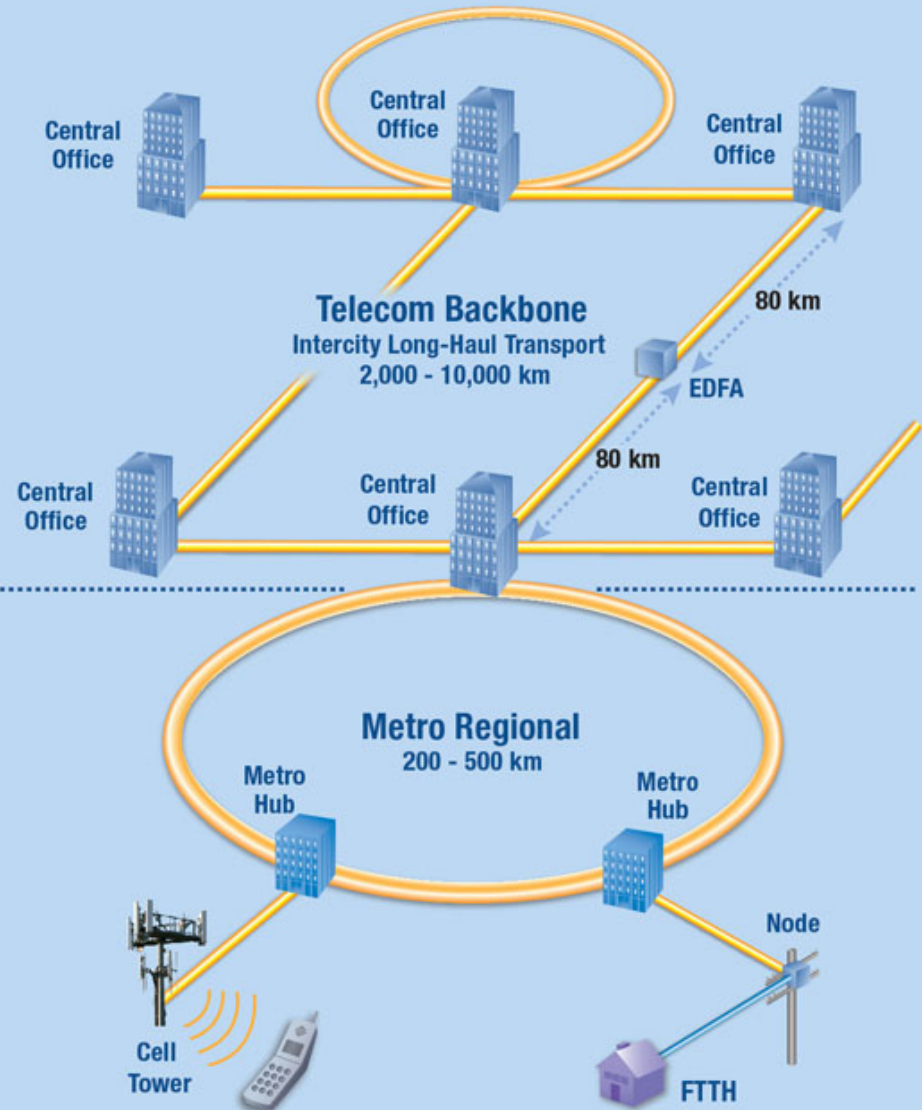 Central
Office
Central
Office
Central
Office
80 km
Telecom Backbone
Intercity Long-Haul Transport
2,000 - 10,000 km
EDFA
80 km
Central
Office
Central
Office
Central
Office
Metro Regional
200 - 500 km
Metro
Hub
Metro
Hub
Node
Cell
Tower
FTTH